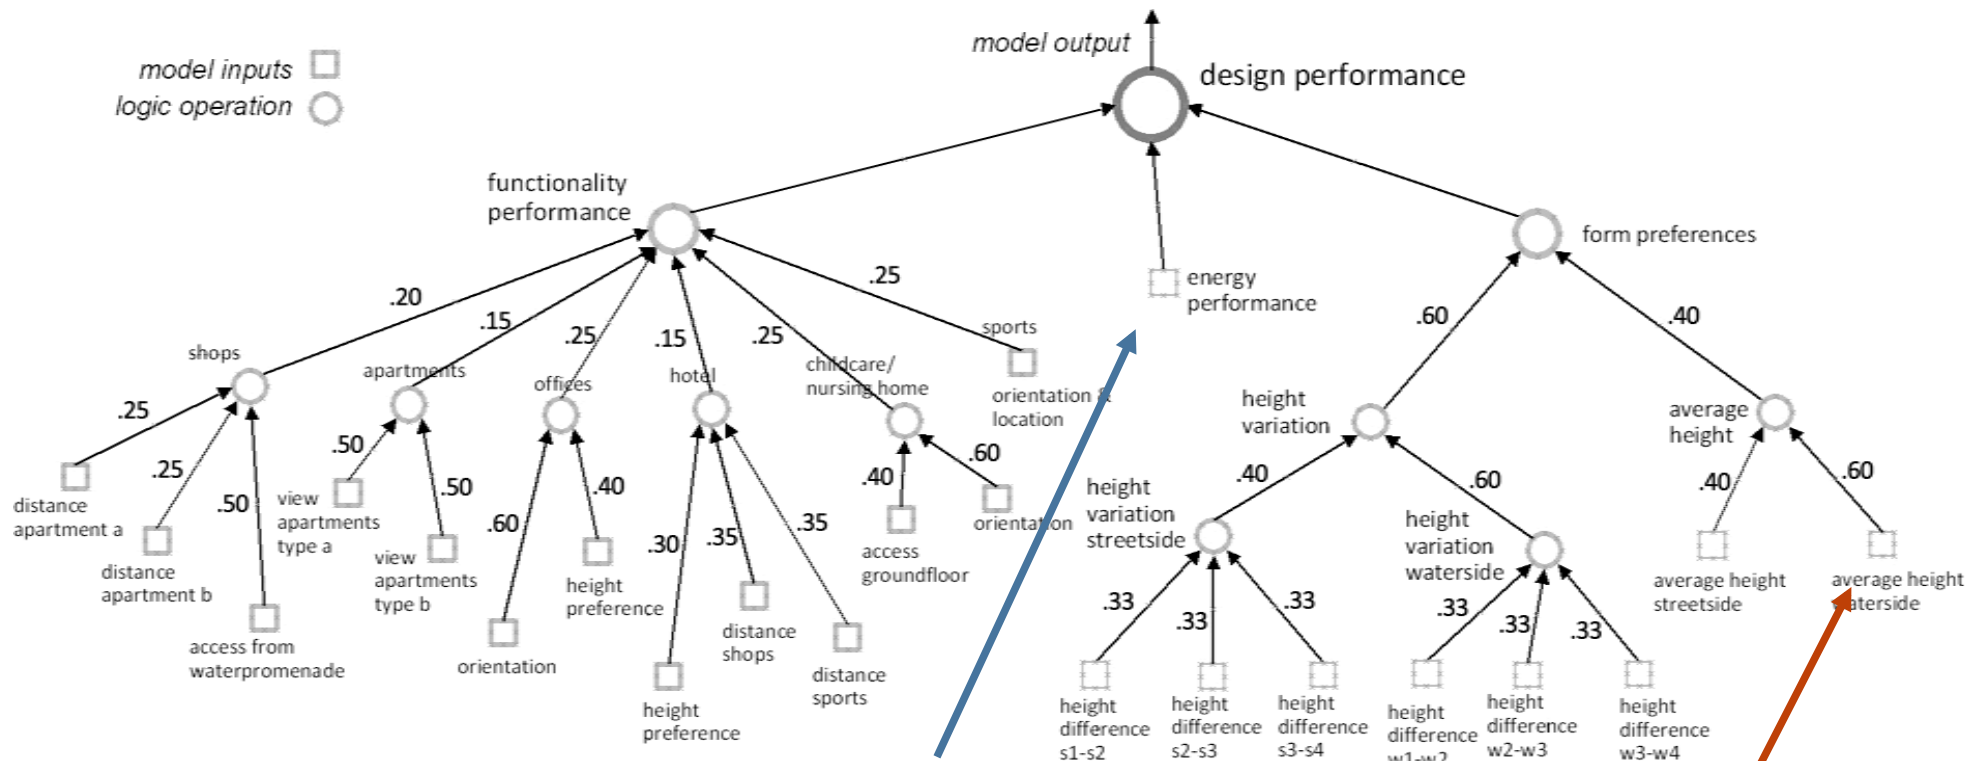 model output
design performance
model inputs
logic operation
functionality
performance
form preferences
energy
performance
.20
.15
.25
.15
.25
.25
.60
.40
shops
apartments
offices
hotel
childcare/
nursing home
sports
orientation &
location
height
variation
average
height
.25
.25
.50
.50
.50
.60
.40
.30
.35
.35
.40
.60
.40
.60
.40
.60
distance
apartment a
distance
apartment b
access from
waterpromenade
view
apartments
type a
view
apartments
type b
orientation
height
preference
height
preference
distance
shops
distance
sports
access
groundfloor
orientation
height
variation
streetside
height
variation
waterside
average height
streetside
average height
waterside
.33
.33
.33
.33
.33
.33
height
difference
s1-s2
height
difference
s2-s3
height
difference
s3-s4
height
difference
w1-w2
height
difference
w2-w3
height
difference
w3-w4